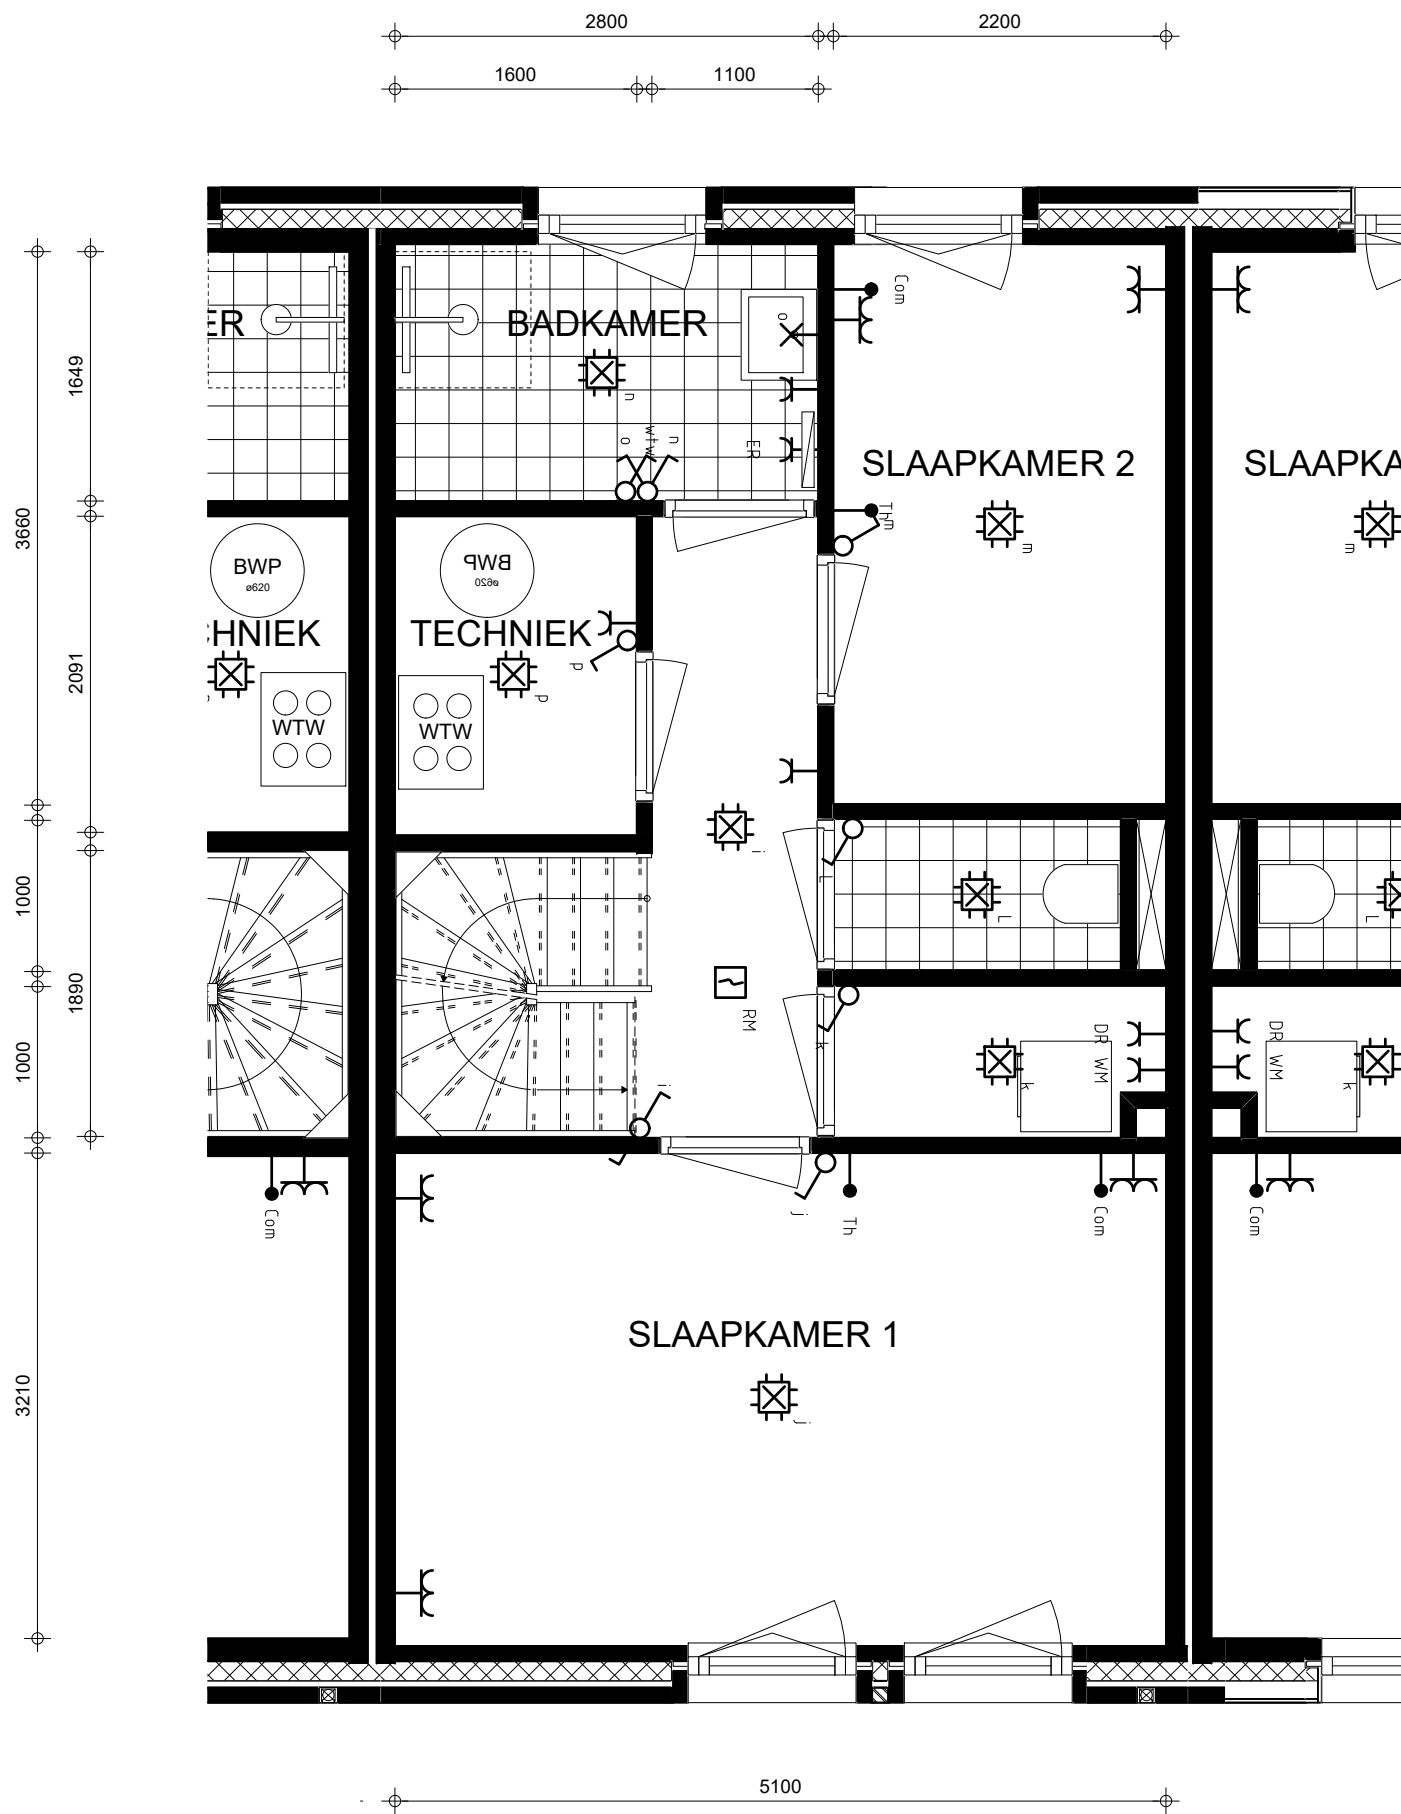 2800
2200
1600
1100
ER
BADKAMER
Com
o
n
1649
o
wtw
n
ER
SLAAPKAMER 2
SLAAPKA
Th
m
m
m
3660
BWP
ø620
BWP
ø620
CHNIEK
TECHNIEK
p
p
2091
WTW
WTW
i
1000
L
L
L
1890
RM
1000
DR
WM
DR
WM
k
k
k
i
Com
j
Th
Com
Com
SLAAPKAMER 1
3210
j
5100